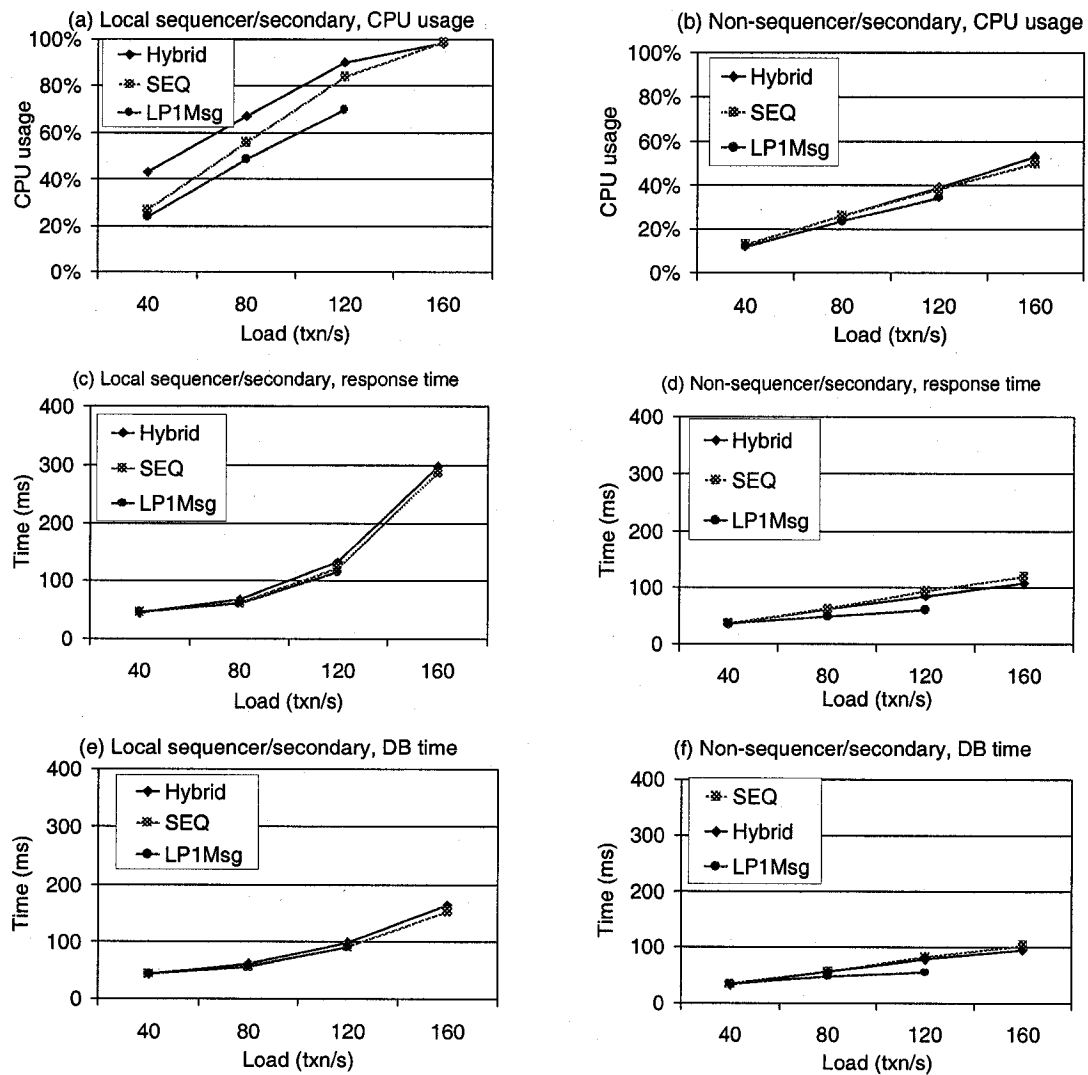 (a) Local sequencer/secondary, CPU usage
100%
80%
60%
40%
20%
0%
CPU usage
Hybrid
SEQ
LP1Msg
40 80 120 160
Load (txn/s)
(b) Non-sequencer/secondary, CPU usage
100%
80%
60%
40%
20%
0%
CPU usage
Hybrid
SEQ
LP1Msg
40 80 120 160
Load (txn/s)
(c) Local sequencer/secondary, response time
400
300
200
100
0
Time (ms)
Hybrid
SEQ
LP1Msg
40 80 120 160
Load (txn/s)
(d) Non-sequencer/secondary, response time
400
300
200
100
0
Time (ms)
Hybrid
SEQ
LP1Msg
40 80 120 160
Load (txn/s)
(e) Local sequencer/secondary, DB time
400
300
200
100
0
Time (ms)
Hybrid
SEQ
LP1Msg
40 80 120 160
Load (txn/s)
(f) Non-sequencer/secondary, DB time
400
300
200
100
0
Time (ms)
SEQ
Hybrid
LP1Msg
40 80 120 160
Load (txn/s)